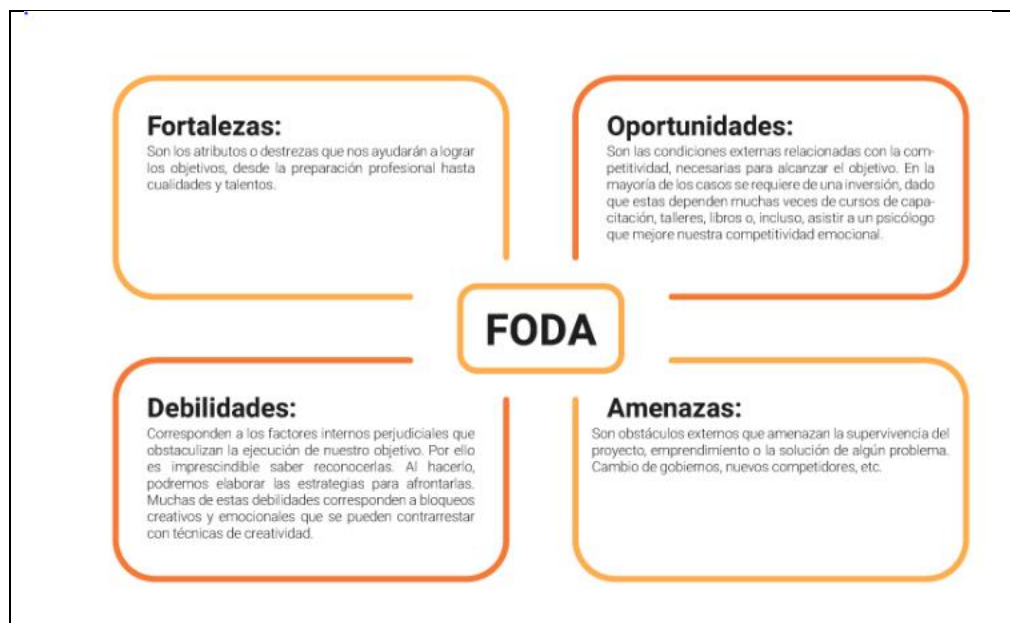 Fortalezas:
Son los atributos o destrezas que nos ayudarán a lograr
los objetivos, desde la preparación profesional hasta
cualidades y talentos.
Oportunidades:
Son las condiciones externas relacionadas con la com-
petitividad, necesarias para alcanzar el objetivo. En la
mayoría de los casos se requiere de una inversión, dado
que estas dependen muchas veces de cursos de capa-
citación, talleres, libros o, incluso, asistir a un psicólogo
que mejore nuestra competitividad emocional.
FODA
Debilidades:
Corresponden a los factores internos perjudiciales que
obstaculizan la ejecución de nuestro objetivo. Por ello
es imprescindible saber reconocerlas. Al hacerlo,
podremos elaborar las estrategias para afrontarlas.
Muchas de estas debilidades corresponden a bloqueos
creativos y emocionales que se pueden contrarrestar
con técnicas de creatividad.
Amenazas:
Son obstáculos externos que amenazan la supervivencia del
proyecto, emprendimiento o la solución de algún problema.
Cambio de gobiernos, nuevos competidores, etc.